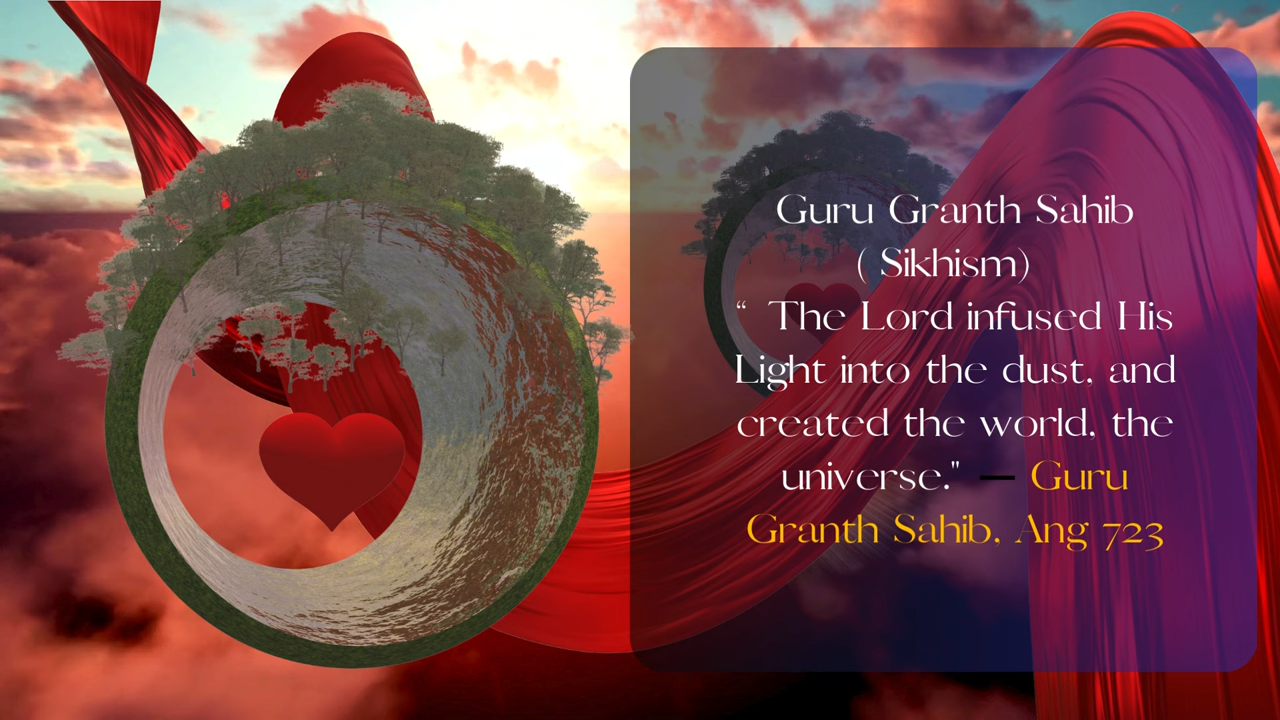 Guru Granth Sahib
( Sikhism)
“ The Lord infused His
Light into the dust, and
created the world, the
universe." — Guru
Granth Sahib, Ang 723